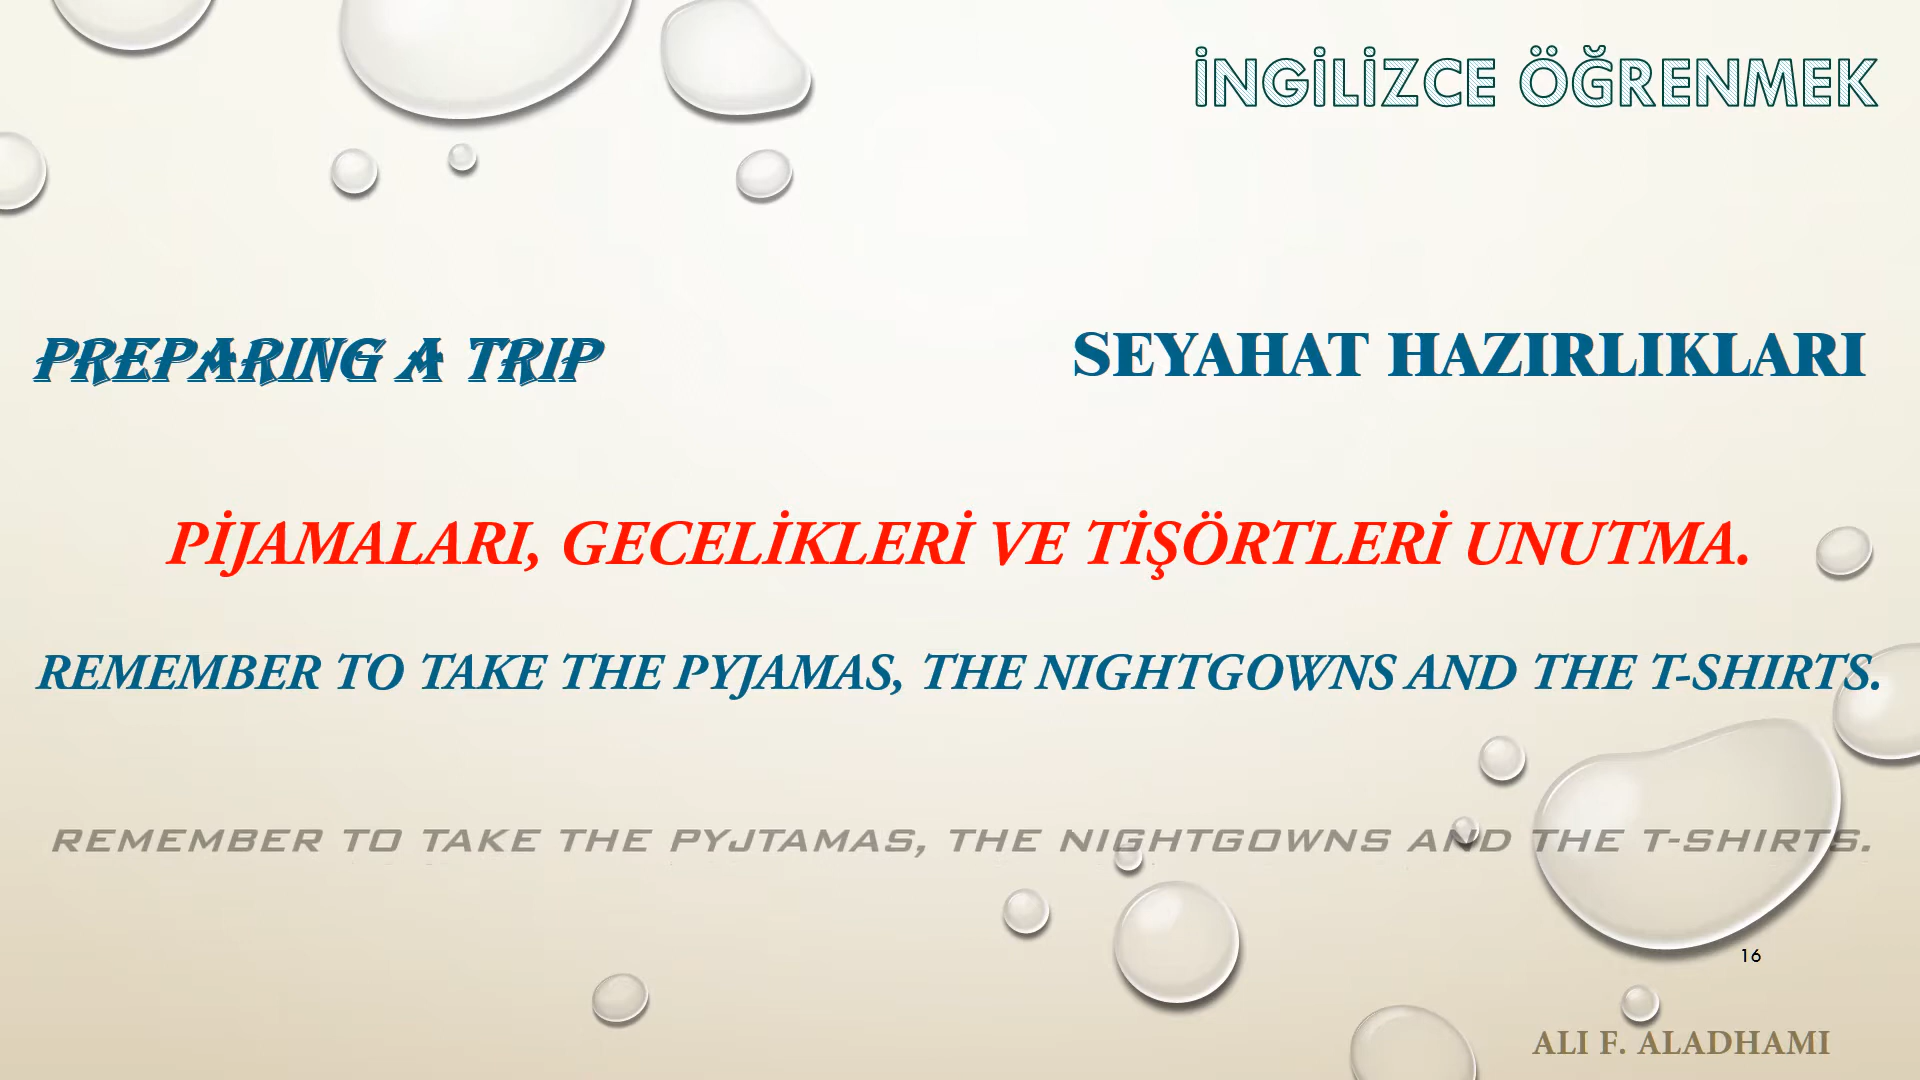 İNGİLİZCE ÖĞRENMEK
PREPARING A TRIP
SEYAHAT HAZIRLIKLARI
PİJAMALARI, GECELİKLERİ VE TİŞÖRTLERİ UNUTMA.
REMEMBER TO TAKE THE PYJAMAS, THE NIGHTGOWNS AND THE T-SHIRTS.
REMEMBER TO TAKE THE PYJTAMAS, THE NIGHTGOWNS AND THE T-SHIRTS.
16
ALI F. ALADHAMI